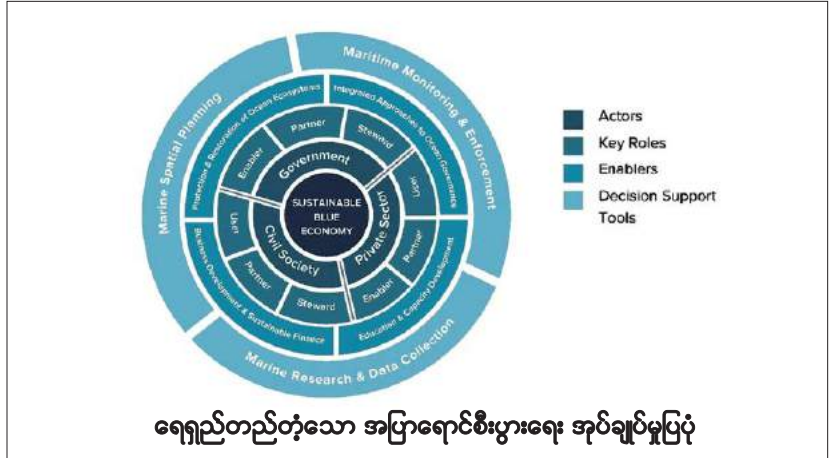 SUSTAINABLE
BLUE
ECONOMY
Government
Private Sector
Civil Society
Enabler
Partner
Steward
User
Partner
Enabler
Steward
Partner
User
Protection & Restoration of Ocean Ecosystems
Integrated Approaches to Ocean Governance
Education & Capacity Development
Business Development & Sustainable Finance
Marine Spatial Planning
Maritime Monitoring & Enforcement
Marine Research & Data Collection
Actors
Key Roles
Enablers
Decision Support
Tools
ရေရှည်တည်တံ့သော အပြာရောင်စီးပွားရေး အုပ်ချုပ်မှုပြပုံ